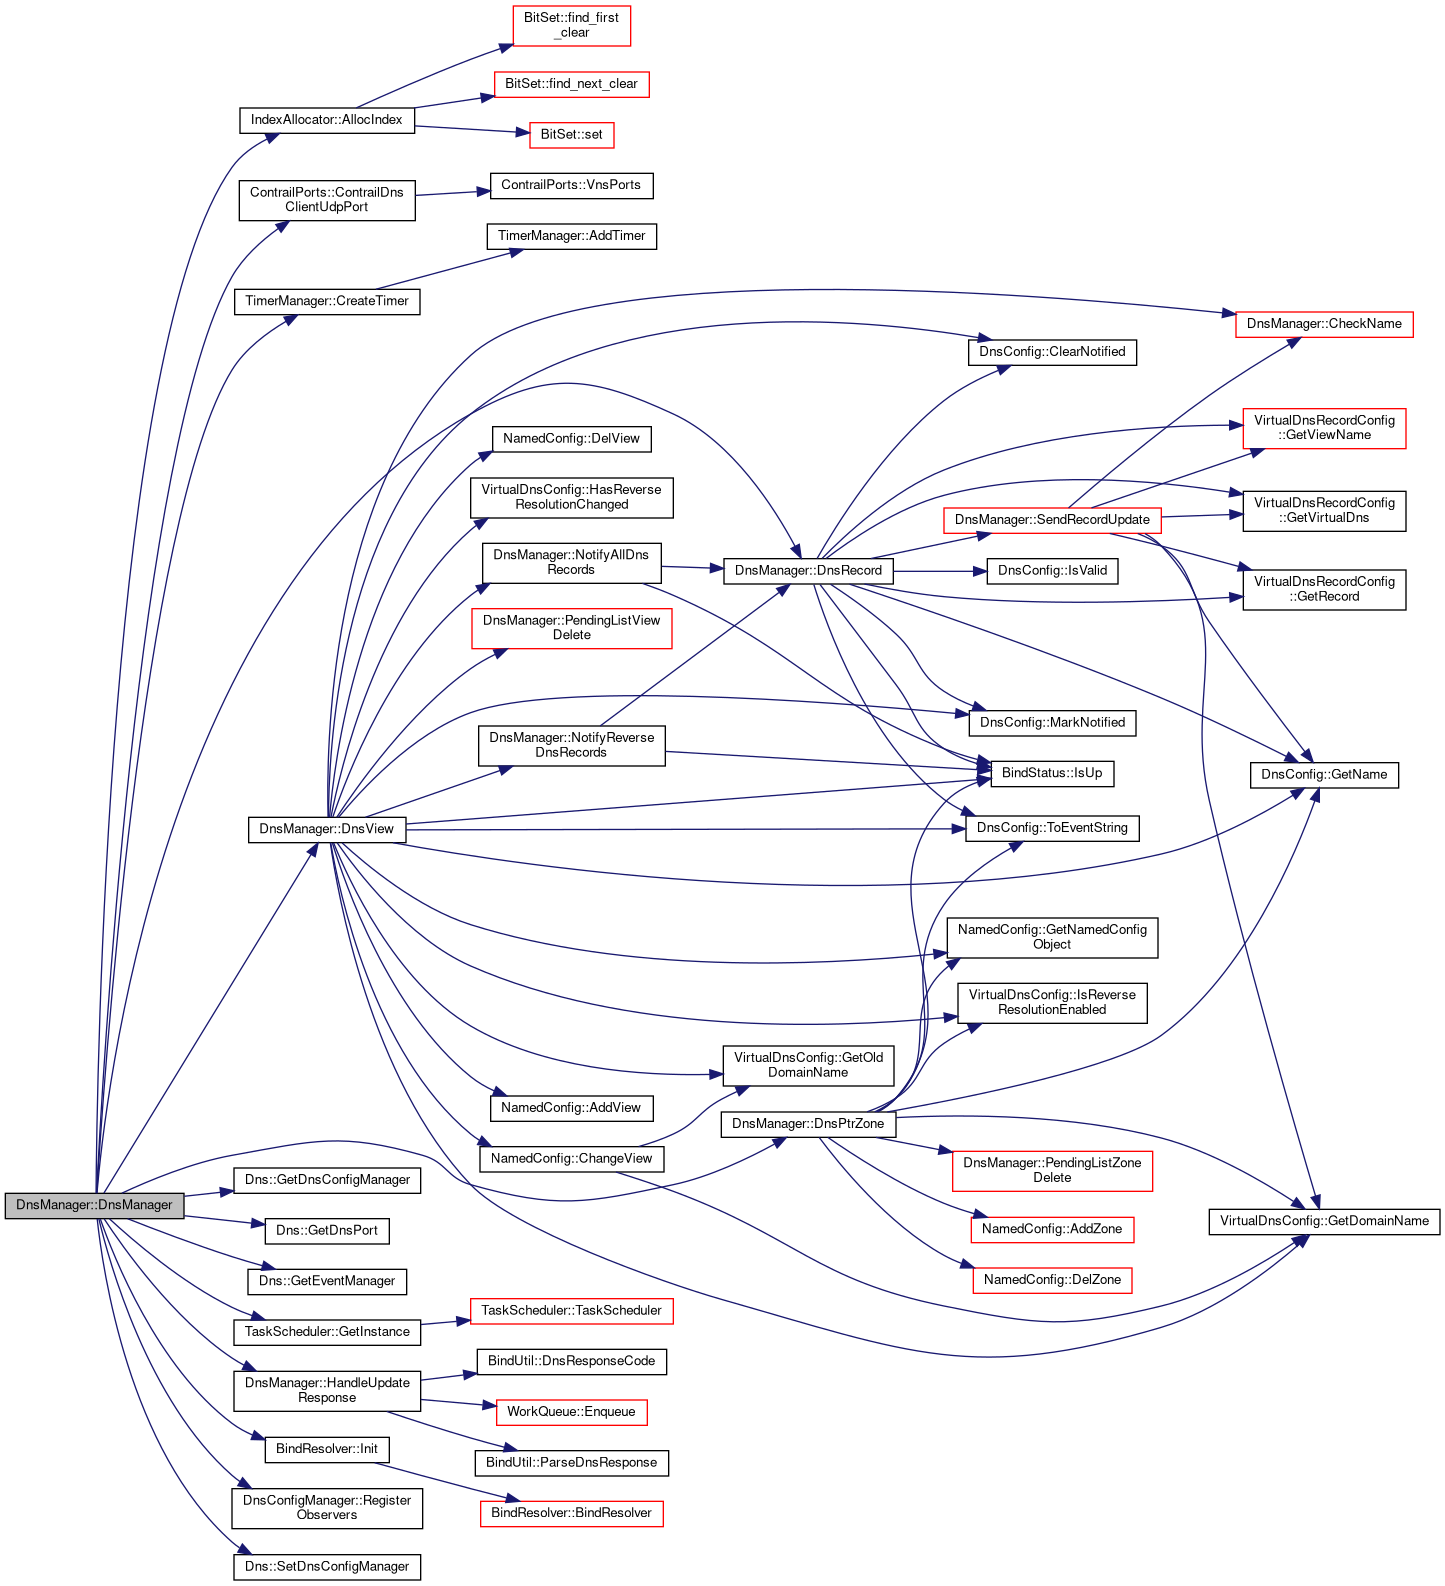 BitSet::find_first
_clear
BitSet::find_next_clear
IndexAllocator::AllocIndex
BitSet::set
ContrailPorts::ContrailDns
ClientUdpPort
ContrailPorts::VnsPorts
TimerManager::AddTimer
TimerManager::CreateTimer
DnsManager::CheckName
DnsConfig::ClearNotified
NamedConfig::DelView
VirtualDnsRecordConfig
::GetViewName
VirtualDnsConfig::HasReverse
ResolutionChanged
VirtualDnsRecordConfig
::GetVirtualDns
DnsManager::SendRecordUpdate
DnsManager::NotifyAllDns
Records
DnsManager::DnsRecord
DnsConfig::IsValid
VirtualDnsRecordConfig
::GetRecord
DnsManager::PendingListView
Delete
DnsConfig::MarkNotified
DnsManager::NotifyReverse
DnsRecords
BindStatus::IsUp
DnsConfig::GetName
DnsManager::DnsView
DnsConfig::ToEventString
NamedConfig::GetNamedConfig
Object
VirtualDnsConfig::IsReverse
ResolutionEnabled
VirtualDnsConfig::GetOld
DomainName
NamedConfig::AddView
DnsManager::DnsPtrZone
NamedConfig::ChangeView
DnsManager::PendingListZone
Delete
Dns::GetDnsConfigManager
DnsManager::DnsManager
VirtualDnsConfig::GetDomainName
Dns::GetDnsPort
NamedConfig::AddZone
Dns::GetEventManager
NamedConfig::DelZone
TaskScheduler::TaskScheduler
TaskScheduler::GetInstance
BindUtil::DnsResponseCode
DnsManager::HandleUpdate
Response
WorkQueue::Enqueue
BindResolver::Init
BindUtil::ParseDnsResponse
DnsConfigManager::Register
Observers
BindResolver::BindResolver
Dns::SetDnsConfigManager